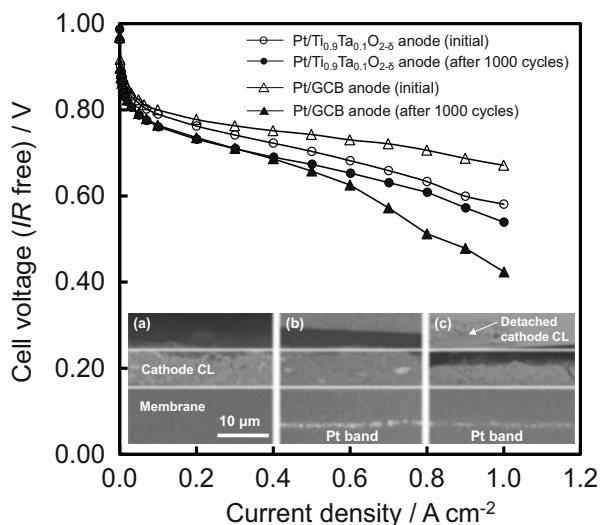 1.00
0.80
0.60
0.40
0.20
0.00
Cell voltage (IR free) / V
Pt/Ti0.9Ta0.1O2-δ anode (initial)
Pt/Ti0.9Ta0.1O2-δ anode (after 1000 cycles)
Pt/GCB anode (initial)
Pt/GCB anode (after 1000 cycles)
(a)
(b)
(c)
Detached
cathode CL
Cathode CL
Membrane
10 μm
Pt band
Pt band
0.0 0.2 0.4 0.6 0.8 1.0 1.2
Current density / A cm-2